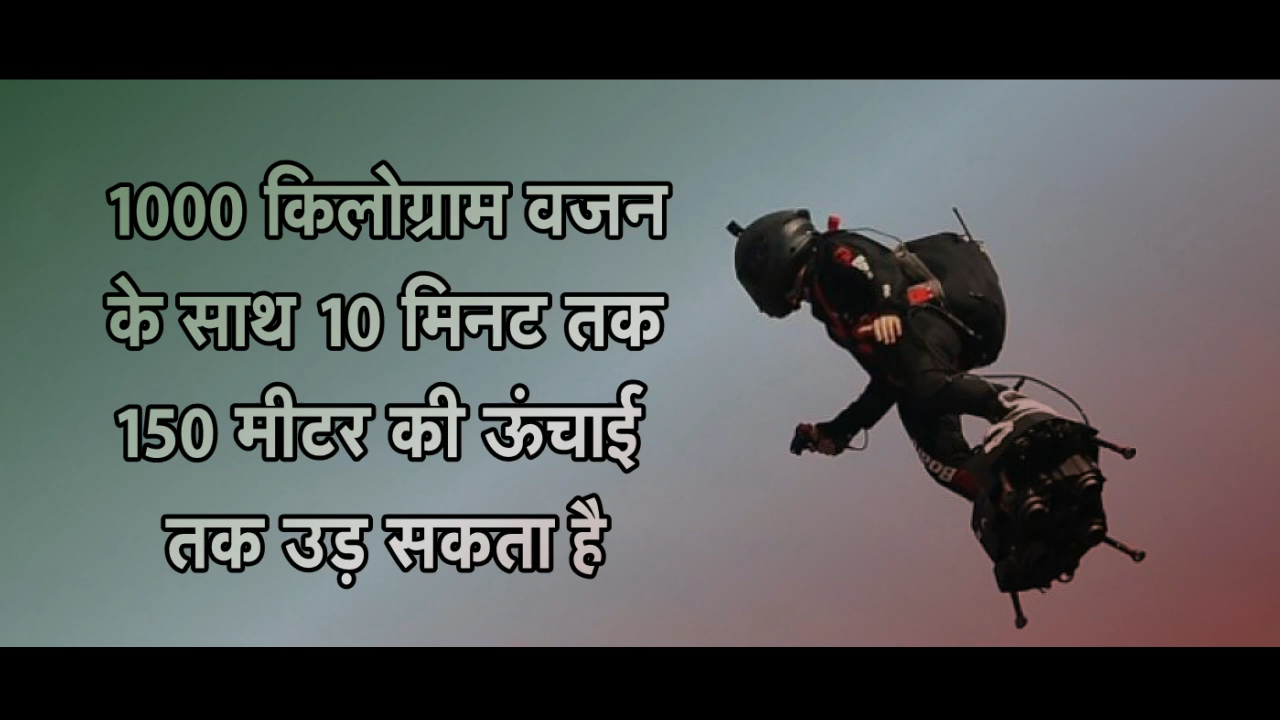 1000 किलोग्राम वजन
के साथ 10 मिनट तक
150 मीटर की ऊंचाई
तक उड़ सकता है